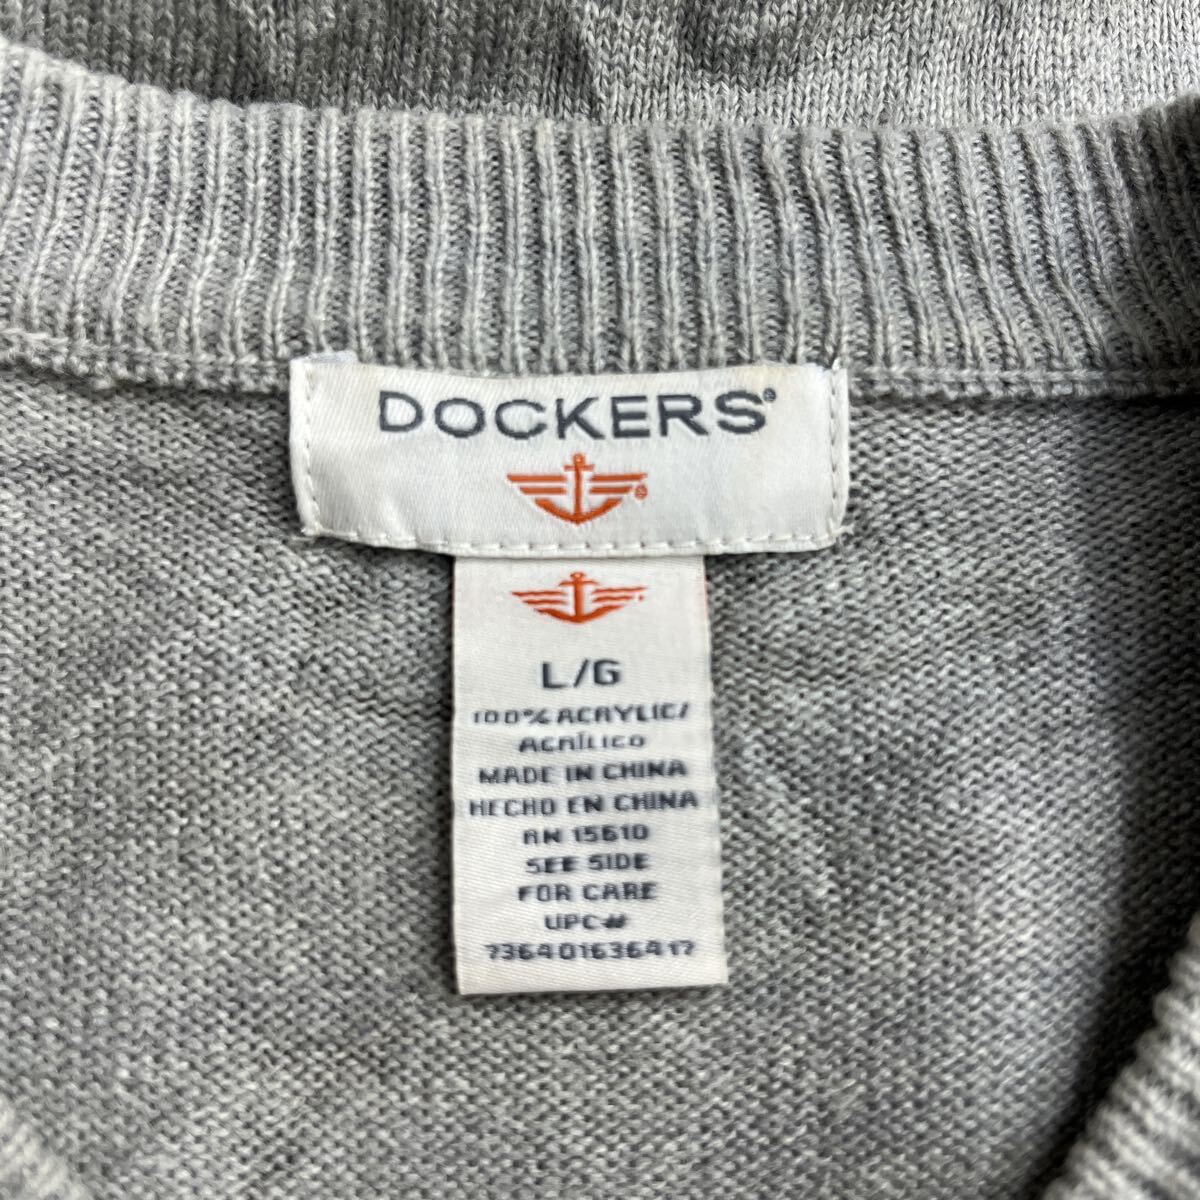 DOCKERS®
L/G
100% ACRYLIC/
ACRÍLICO
MADE IN CHINA
HECHO EN CHINA
RN 15610
SEE SIDE
FOR CARE
UPC#
736401636417